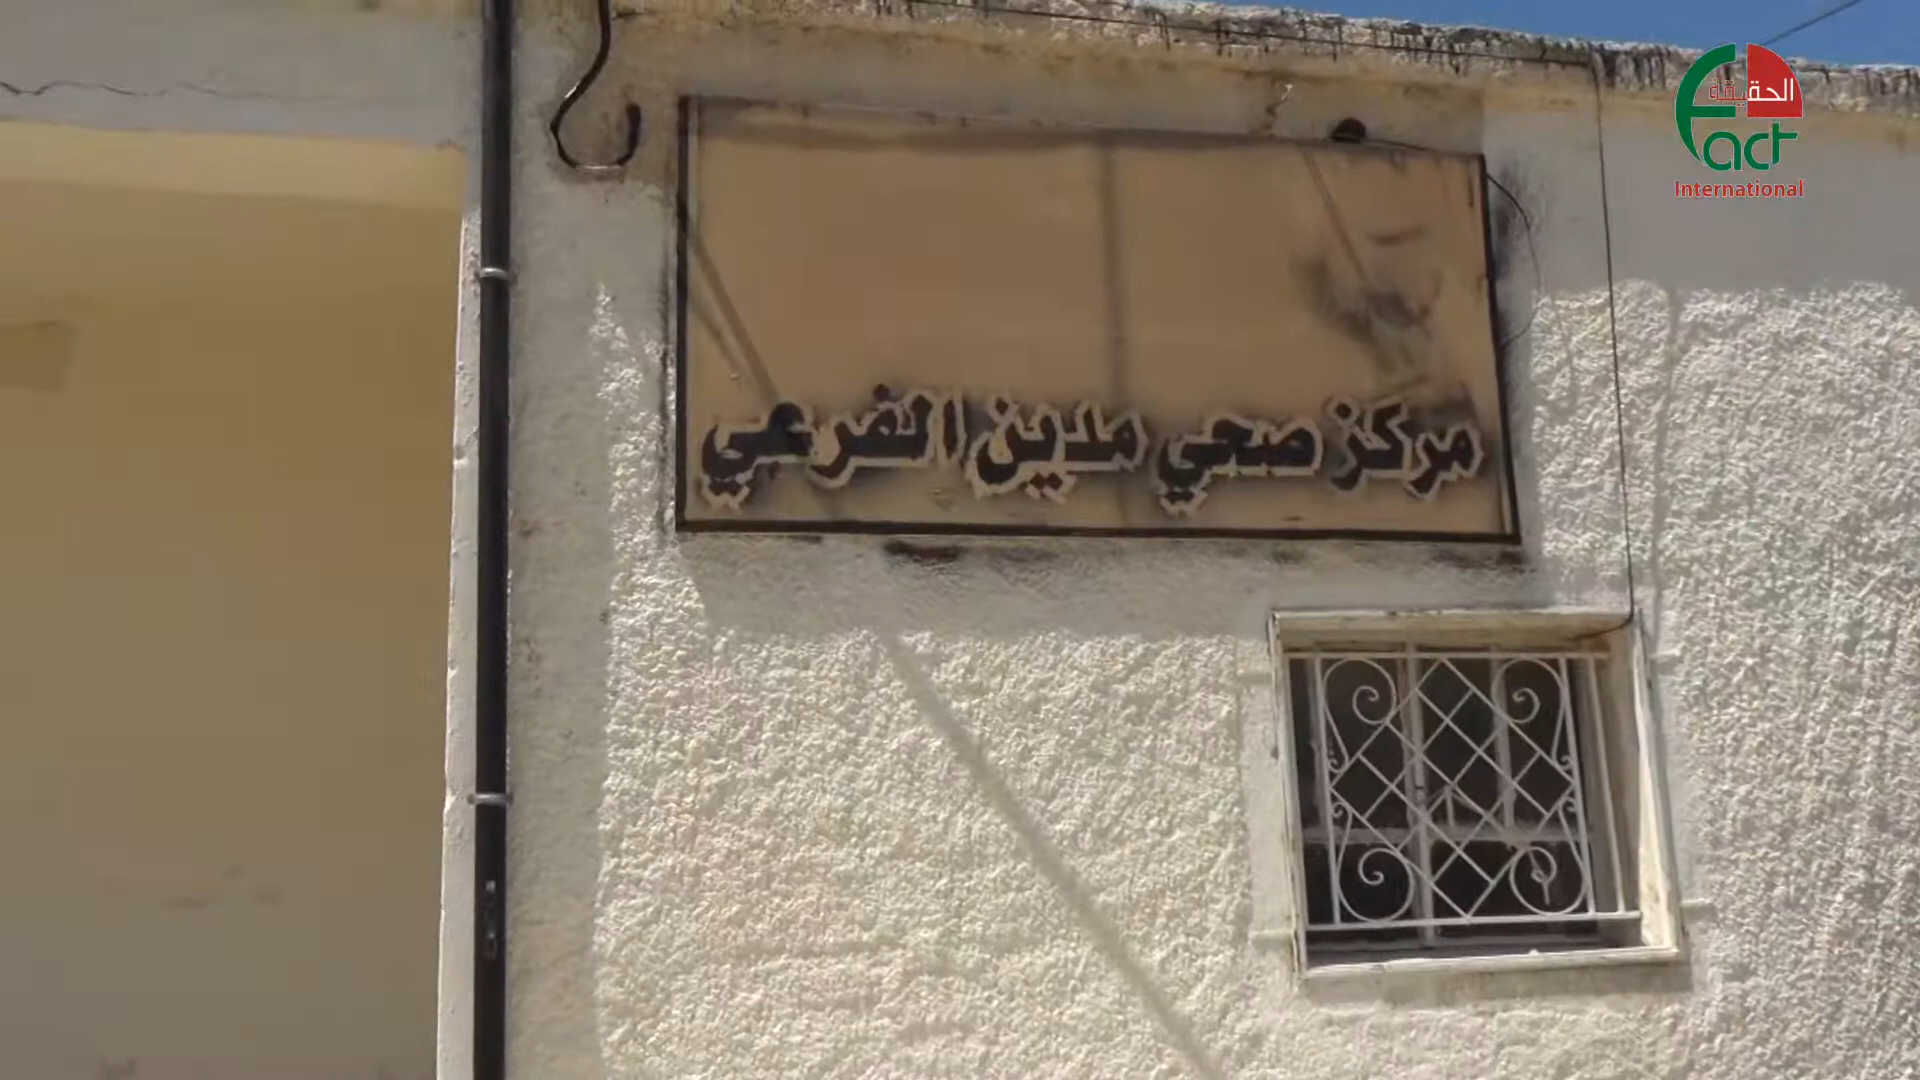 الحقيقة
Fact
International
مركز صحي مدين الفرعي